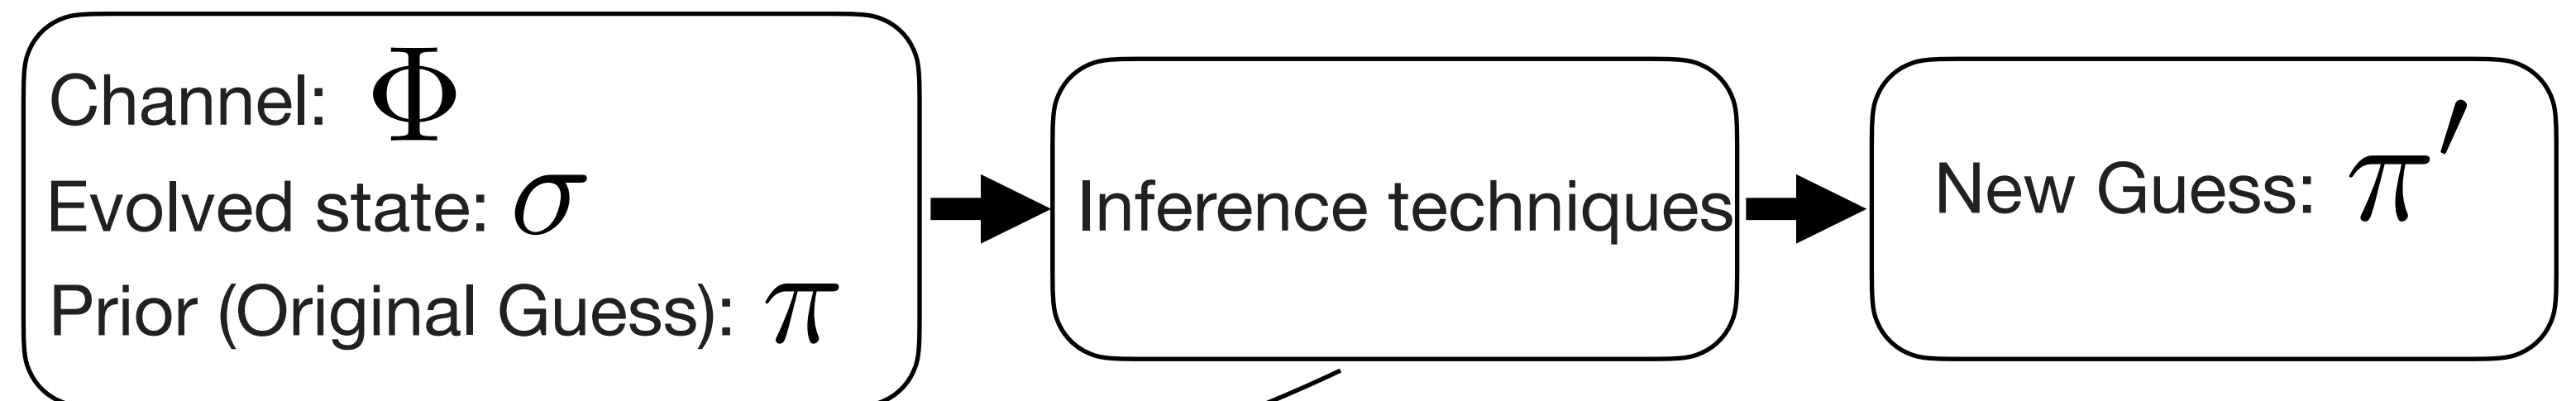 Channel: Φ
Evolved state: σ
Prior (Original Guess): π
Inference techniques
New Guess: π′